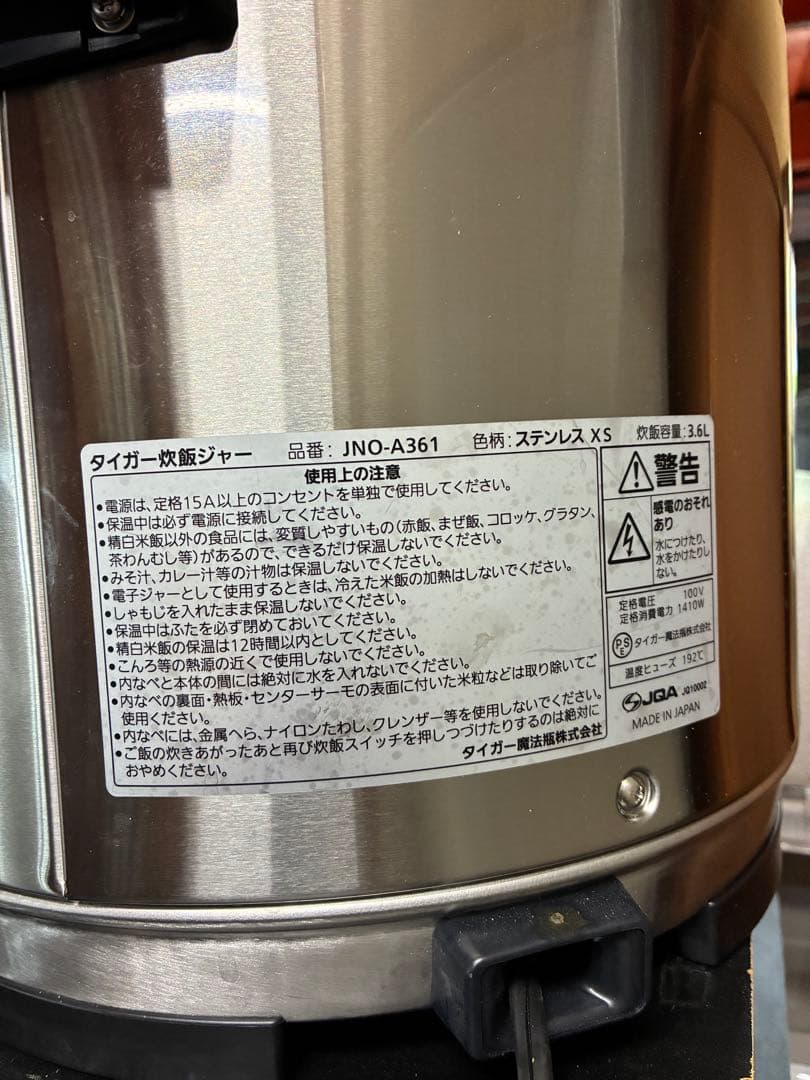 タイガー炊飯ジャー 品番: JNO-A361 色柄:ステンレス XS 炊飯容量:3.6L
使用上の注意
•電源は、定格15A以上のコンセントを単独で使用してください。
•保温中は必ず電源に接続してください。
•精白米飯以外の食品には、変質しやすいもの(赤飯、まぜ飯、コロッケ、グラタン、
茶わんむし等)があるので、できるだけ保温しないでください。
•みそ汁、カレー汁等の汁物は保温しないでください。
•電子ジャーとして使用するときは、冷えた米飯の加熱はしないでください。
•しゃもじを入れたまま保温しないでください。
•保温中はふたを必ず閉めておいてください。
•精白米飯の保温は12時間以内としてください。
•こんろ等の熱源の近くで使用しないでください。
•内なべと本体の間には絶対に水を入れないでください。
•内なべの裏面・熱板・センターサーモの表面に付いた米粒などは取り除いてご
使用ください。
•内なべには、金属へら、ナイロンたわし、クレンザー等を使用しないでください。
•ご飯の炊きあがったあと再び炊飯スイッチを押しつづけたりするのは絶対に
おやめください。
タイガー魔法瓶株式会社
警告
感電のおそれ
あり
水につけたり、
水をかけたりし
ない。
定格電圧 100V
定格消費電力 1410W
PSE タイガー魔法瓶株式会社
温度ヒューズ 192℃
JQA JQ10002
MADE IN JAPAN